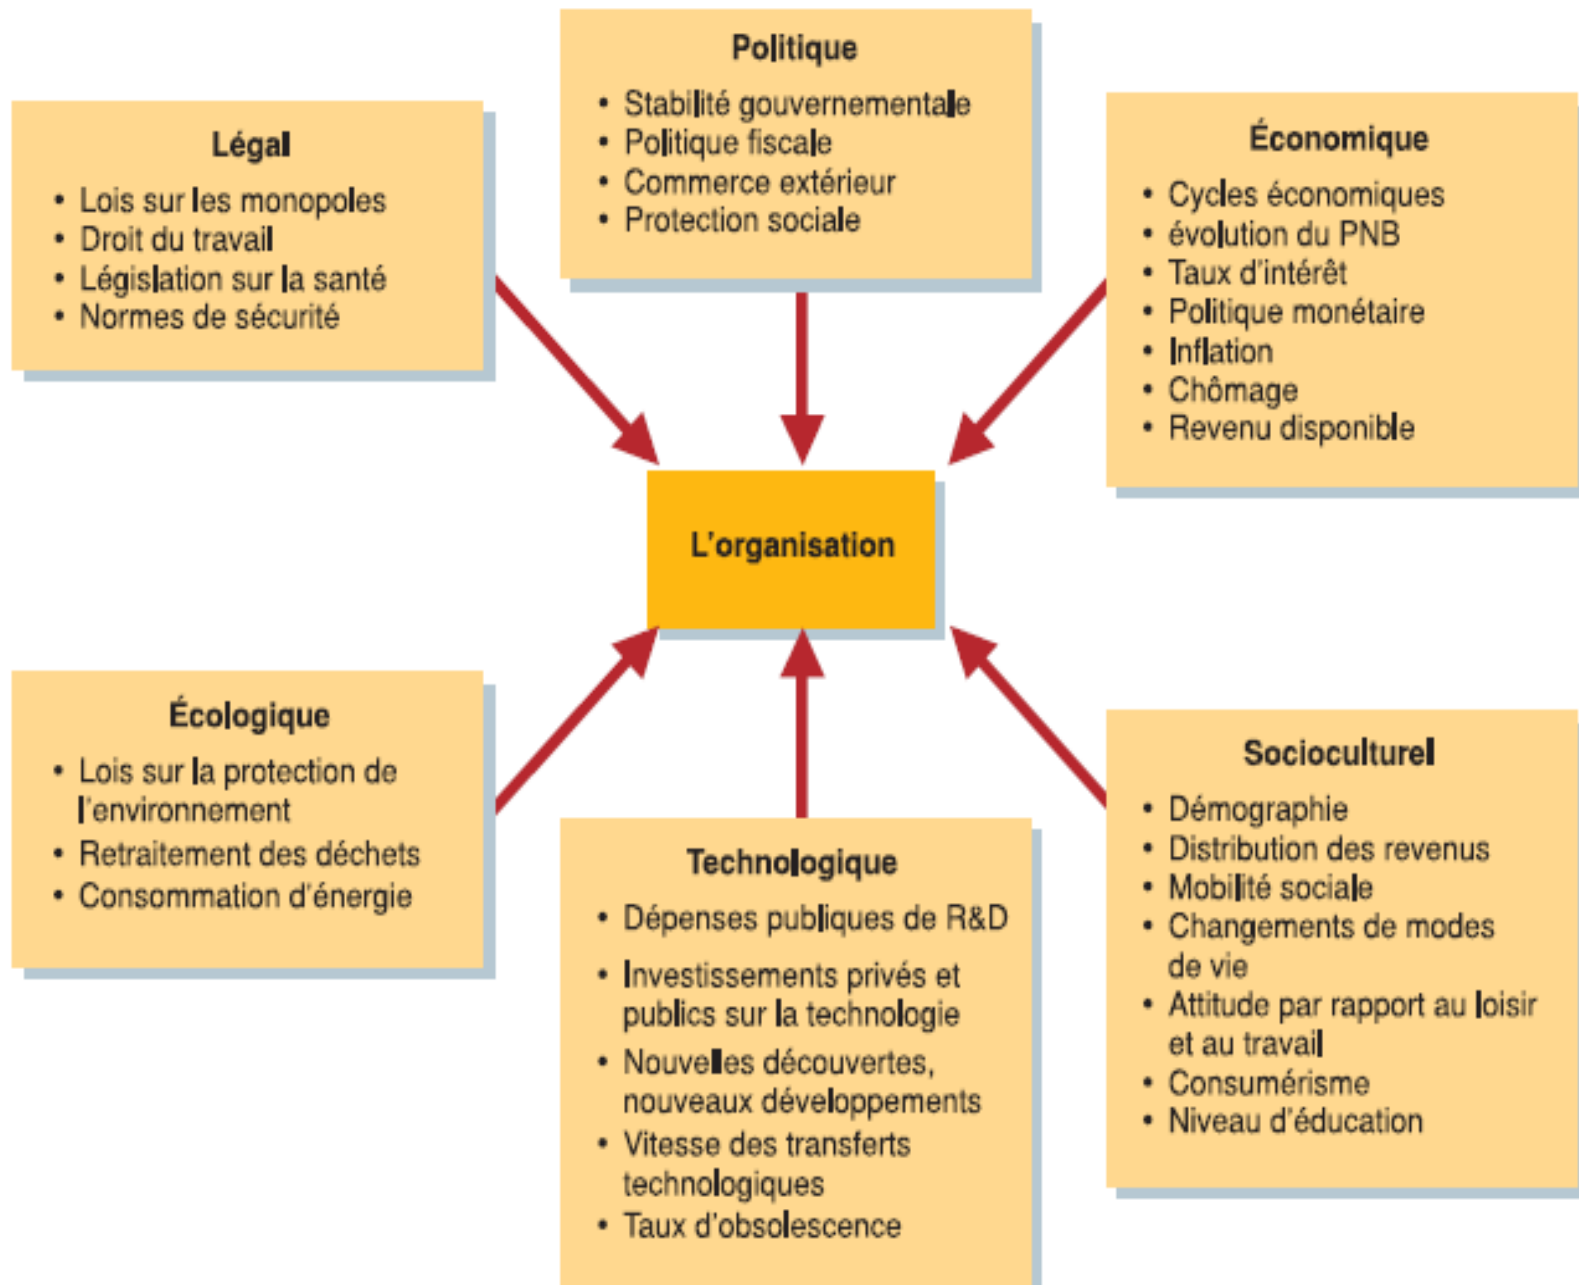 Politique
• Stabilité gouvernementale
• Politique fiscale
• Commerce extérieur
• Protection sociale
Légal
• Lois sur les monopoles
• Droit du travail
• Législation sur la santé
• Normes de sécurité
Économique
• Cycles économiques
• évolution du PNB
• Taux d'intérêt
• Politique monétaire
• Inflation
• Chômage
• Revenu disponible
L'organisation
Écologique
• Lois sur la protection de
l'environnement
• Retraitement des déchets
• Consommation d'énergie
Technologique
• Dépenses publiques de R&D
• Investissements privés et
publics sur la technologie
• Nouvelles découvertes,
nouveaux développements
• Vitesse des transferts
technologiques
• Taux d'obsolescence
Socioculturel
• Démographie
• Distribution des revenus
• Mobilité sociale
• Changements de modes
de vie
• Attitude par rapport au loisir
et au travail
• Consumérisme
• Niveau d'éducation